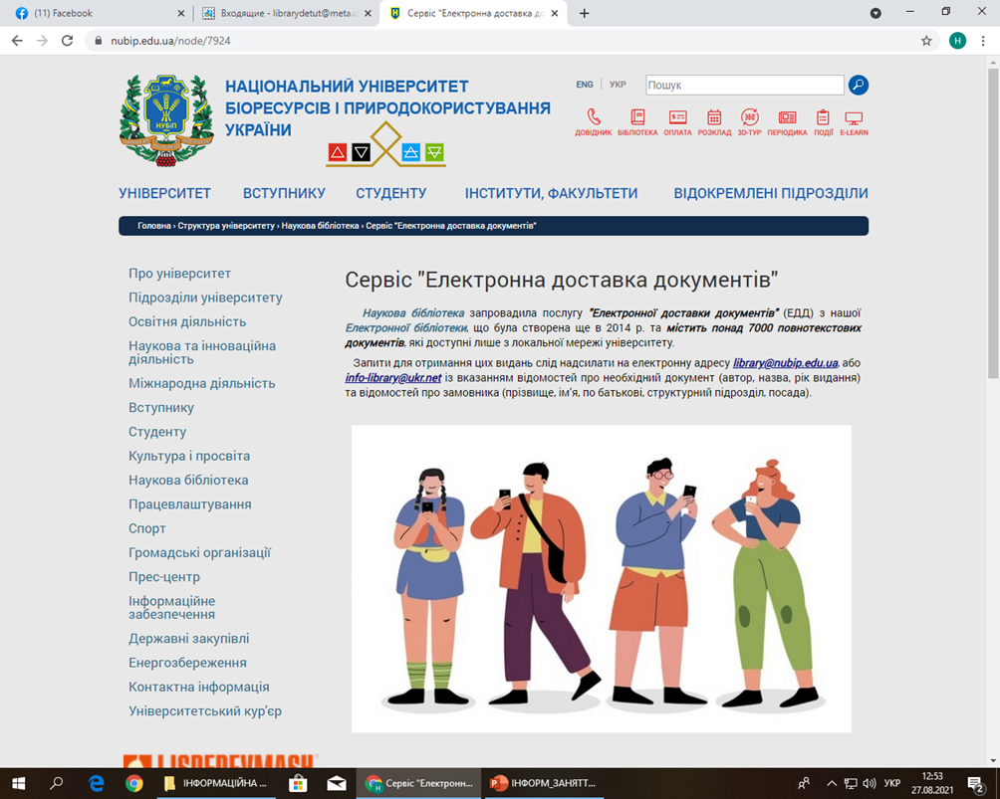 (11) Facebook
Входящие - librarydetut@meta.u
Сервіс "Електронна доставка до
nubip.edu.ua/node/7924
H
НАЦІОНАЛЬНИЙ УНІВЕРСИТЕТ
БІОРЕСУРСІВ І ПРИРОДОКОРИСТУВАННЯ
УКРАЇНИ
НУБІП
ENG УКР Пошук
360°
ДОВІДНИК БІБЛІОТЕКА ОПЛАТА РОЗКЛАД 3D-ТУР ПЕРІОДИКА ПОДІЇ E-LEARN
УНІВЕРСИТЕТ ВСТУПНИКУ СТУДЕНТУ ІНСТИТУТИ, ФАКУЛЬТЕТИ ВІДОКРЕМЛЕНІ ПІДРОЗДІЛИ
Головна › Структура університету › Наукова бібліотека › Сервіс "Електронна доставка документів"
Про університет
Підрозділи університету
Освітня діяльність
Наукова та інноваційна
діяльність
Міжнародна діяльність
Вступнику
Студенту
Культура і просвіта
Наукова бібліотека
Працевлаштування
Спорт
Громадські організації
Прес-центр
Інформаційне
забезпечення
Державні закупівлі
Енергозбереження
Контактна інформація
Університетський кур'єр
Сервіс "Електронна доставка документів"
Наукова бібліотека запровадила послугу "Електронної доставки документів" (ЕДД) з нашої
Електронної бібліотеки, що була створена ще в 2014 р. та містить понад 7000 повнотекстових
документів, які доступні лише з локальної мережі університету.
Запити для отримання цих видань слід надсилати на електронну адресу library@nubip.edu.ua, або
info-library@ukr.net із вказанням відомостей про необхідний документ (автор, назва, рік видання)
та відомостей про замовника (прізвище, ім'я, по батькові, структурний підрозділ, посада).
ІНФОРМАЦІЙНА ...
Сервіс "Електронн...
ІНФОРМ_ЗАНЯТТ...
УКР
12:53
27.08.2021
2